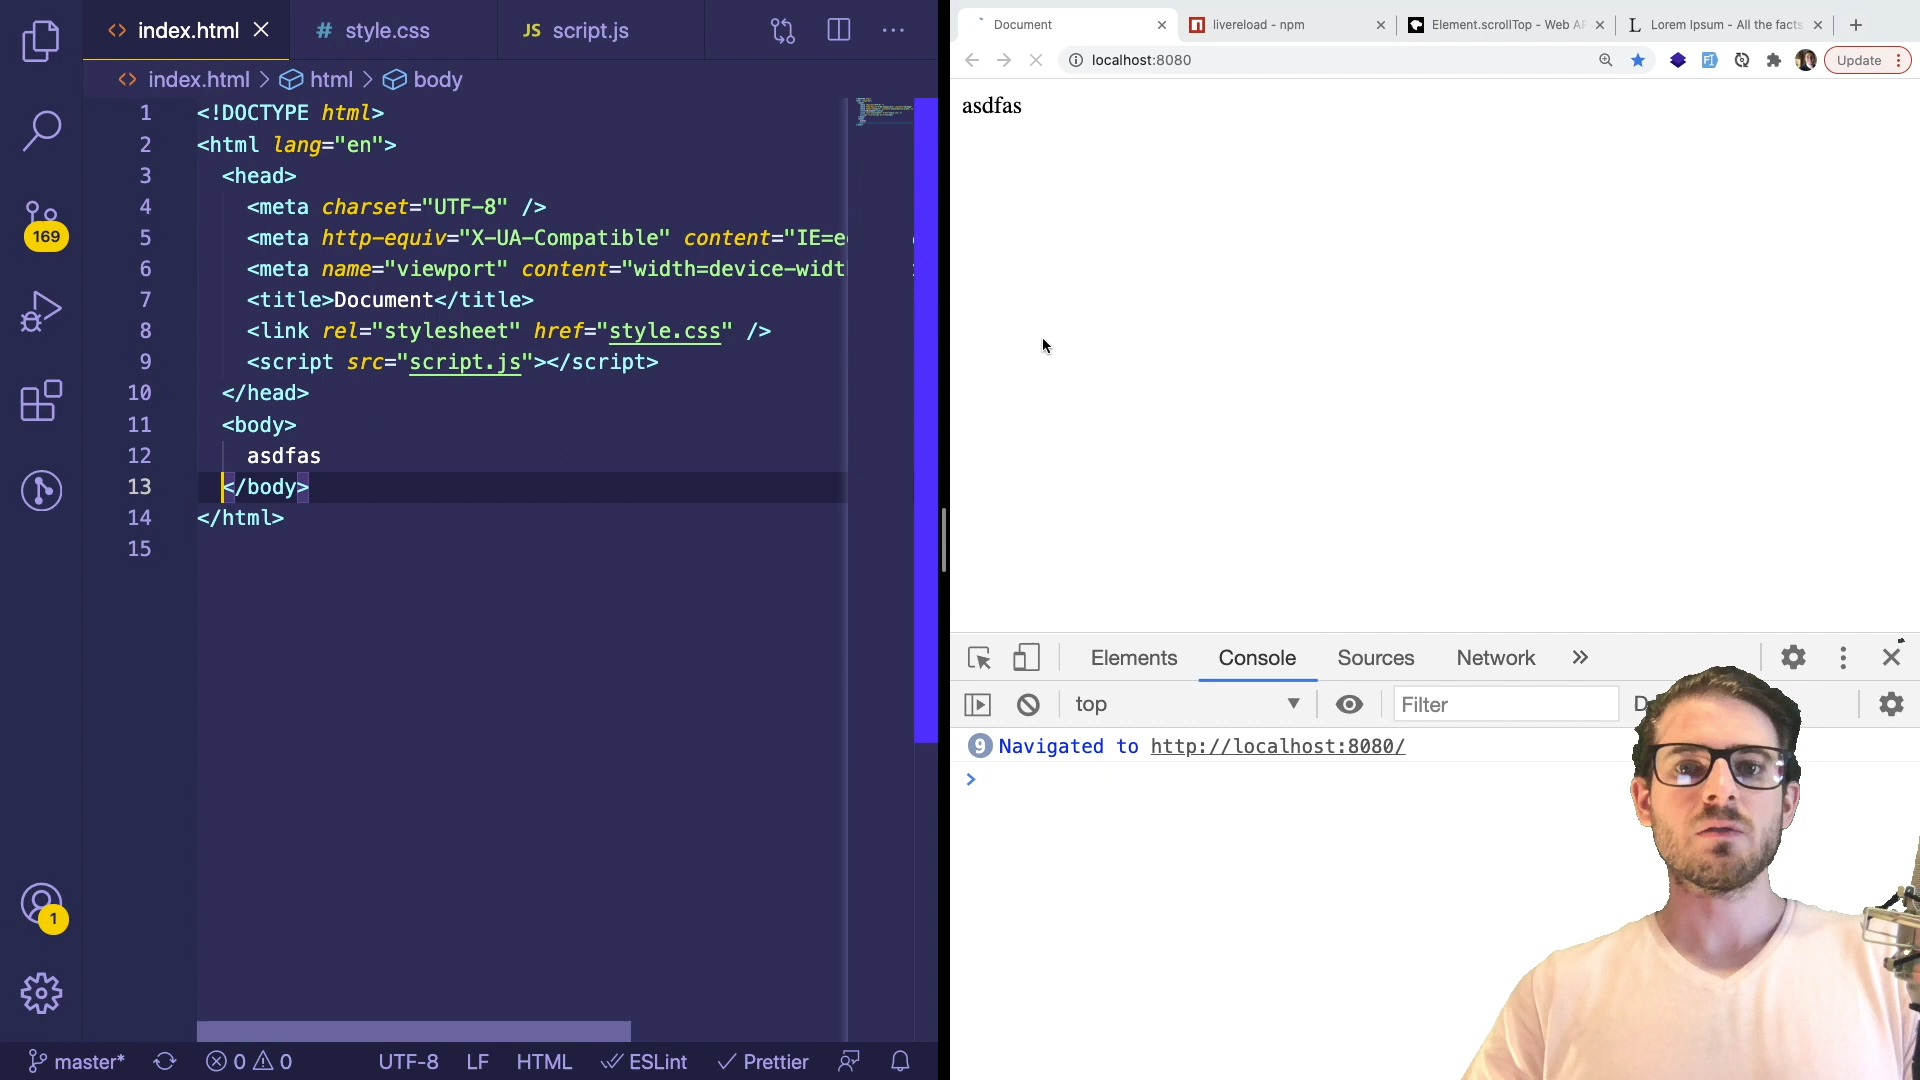 index.html
# style.css
JS script.js
index.html > html > body
1 <!DOCTYPE html>
2 <html lang="en">
3 <head>
4 <meta charset="UTF-8" />
5 <meta http-equiv="X-UA-Compatible" content="IE=e
6 <meta name="viewport" content="width=device-widt
7 <title>Document</title>
8 <link rel="stylesheet" href="style.css" />
9 <script src="script.js"></script>
10 </head>
11 <body>
12 asdfas
13 </body>
14 </html>
15
169
1
master*
0 0
UTF-8
LF
HTML
ESLint
Prettier
Document
livereload - npm
Element.scrollTop - Web AP
Lorem Ipsum - All the facts
localhost:8080
Update
asdfas
Elements
Console
Sources
Network
top
Filter
D
9 Navigated to http://localhost:8080/